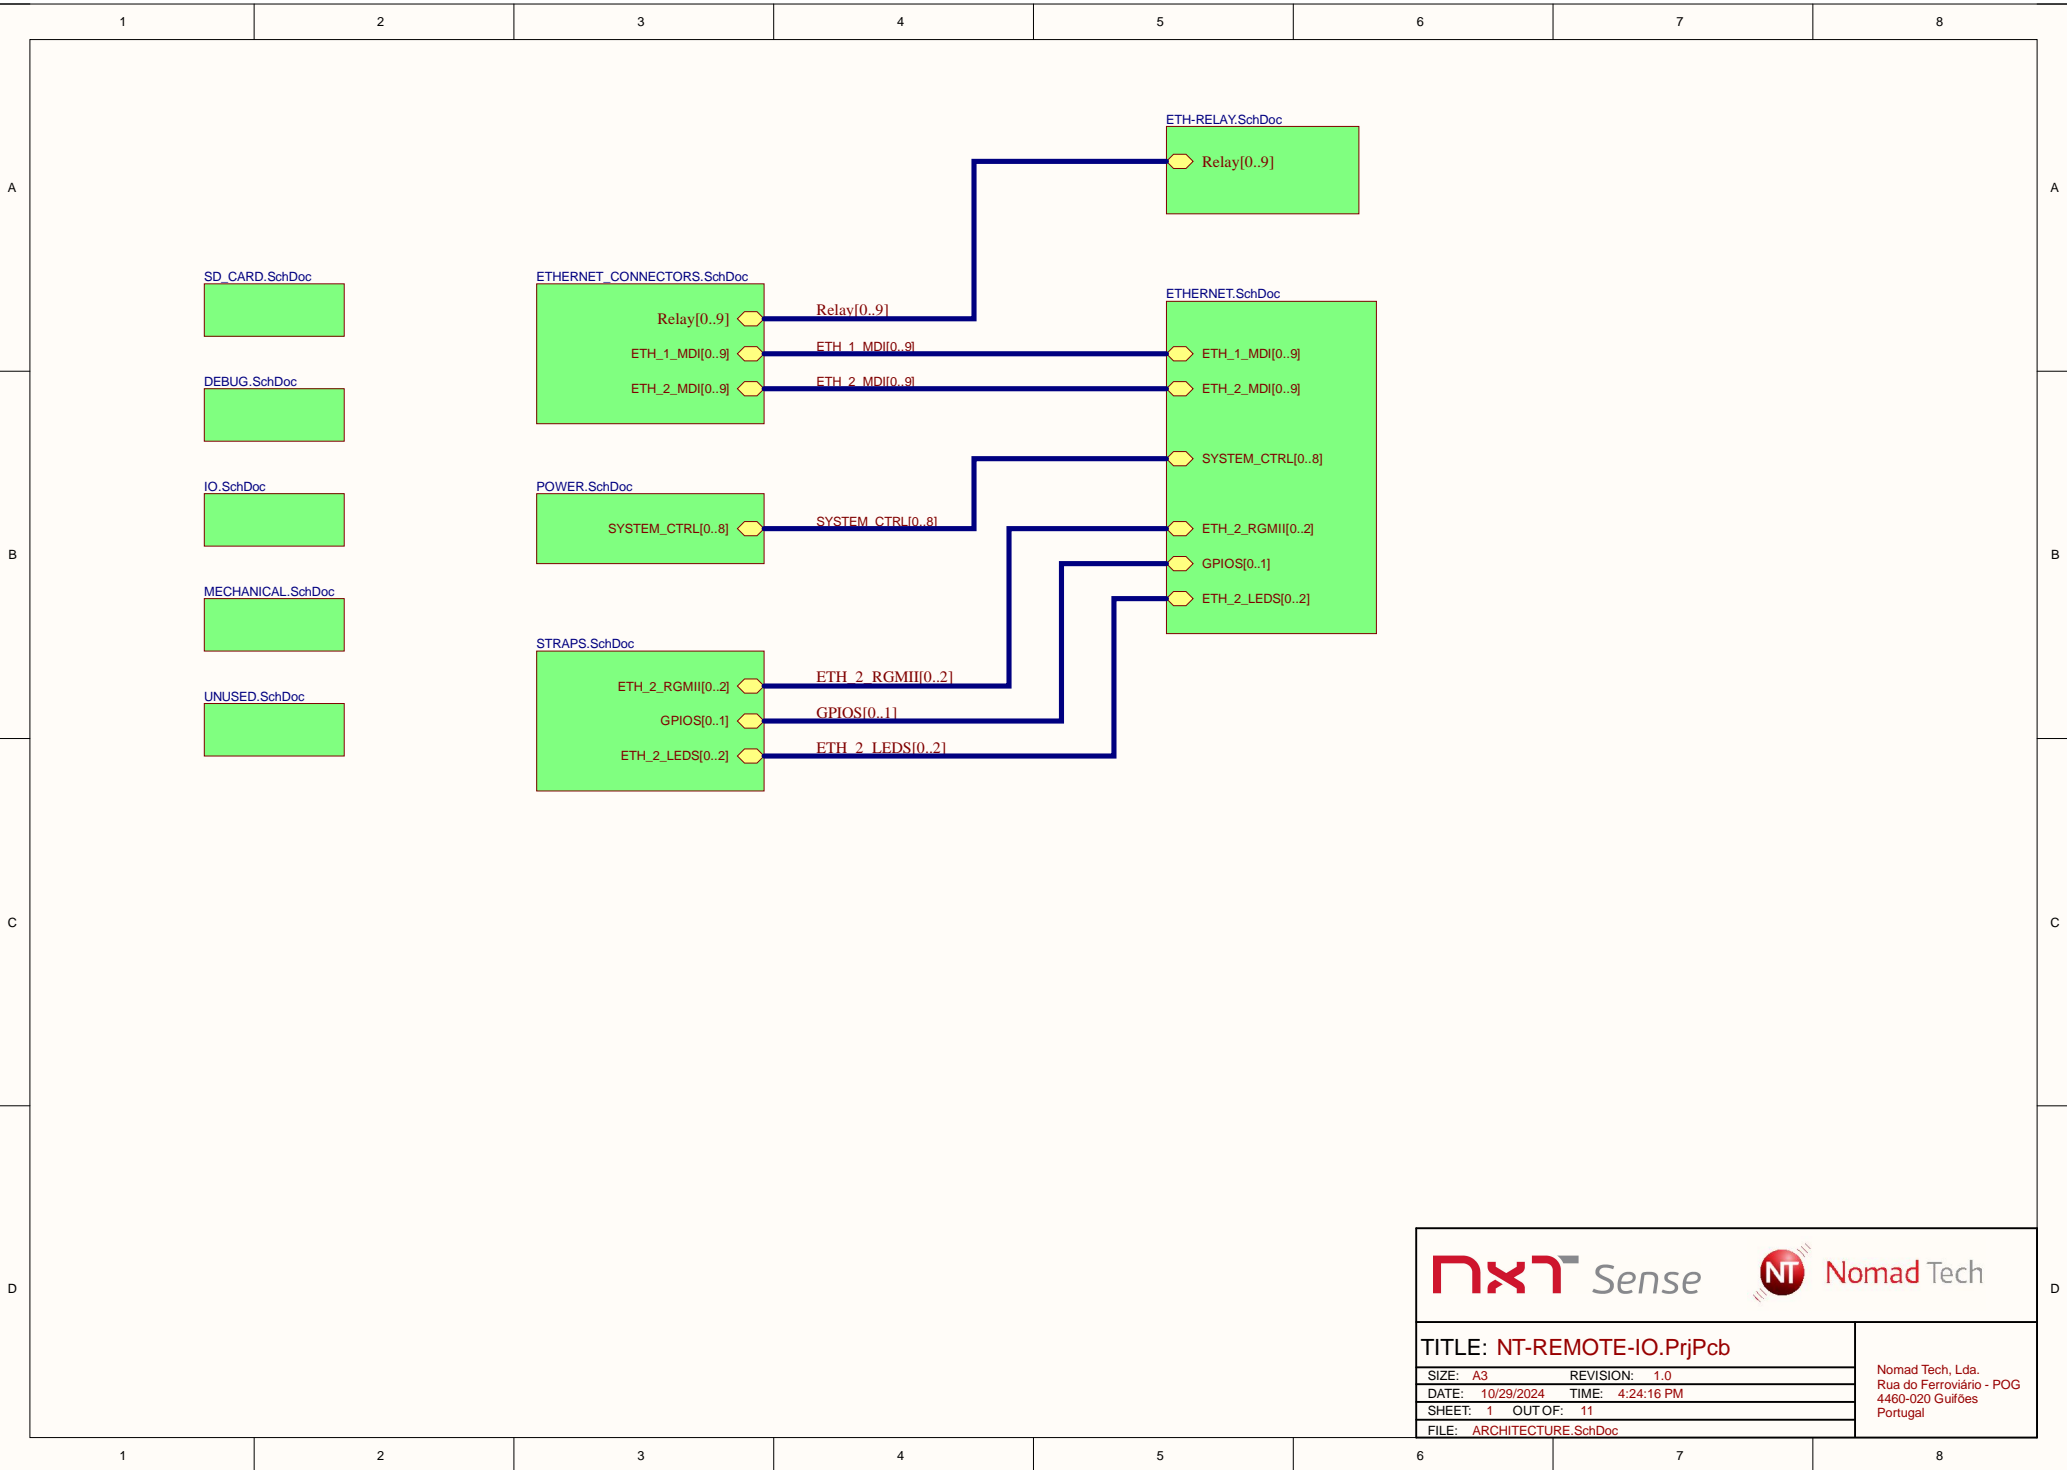 1 2 3 4 5 6 7 8
A A
B B
C C
D D
ETH-RELAY.SchDoc
Relay[0..9]
SD_CARD.SchDoc
DEBUG.SchDoc
IO.SchDoc
MECHANICAL.SchDoc
UNUSED.SchDoc
ETHERNET_CONNECTORS.SchDoc
Relay[0..9]
ETH_1_MDI[0..9]
ETH_2_MDI[0..9]
Relay[0..9]
ETH_1_MDI[0..9]
ETH_2_MDI[0..9]
POWER.SchDoc
SYSTEM_CTRL[0..8]
SYSTEM_CTRL[0..8]
STRAPS.SchDoc
ETH_2_RGMII[0..2]
GPIOS[0..1]
ETH_2_LEDS[0..2]
ETH_2_RGMII[0..2]
GPIOS[0..1]
ETH_2_LEDS[0..2]
ETHERNET.SchDoc
ETH_1_MDI[0..9]
ETH_2_MDI[0..9]
SYSTEM_CTRL[0..8]
ETH_2_RGMII[0..2]
GPIOS[0..1]
ETH_2_LEDS[0..2]
nxt Sense NT Nomad Tech
TITLE: NT-REMOTE-IO.PrjPcb
SIZE: A3 REVISION: 1.0
DATE: 10/29/2024 TIME: 4:24:16 PM
SHEET: 1 OUT OF: 11
FILE: ARCHITECTURE.SchDoc
Nomad Tech, Lda.
Rua do Ferroviário - POG
4460-020 Guifões
Portugal
1 2 3 4 5 6 7 8